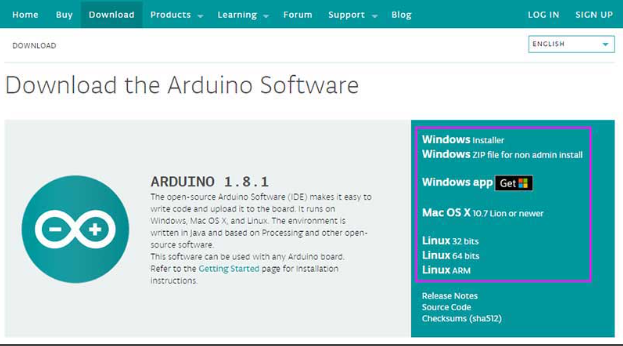 Home Buy Download Products Learning Forum Support Blog LOG IN SIGN UP
DOWNLOAD ENGLISH
Download the Arduino Software
ARDUINO 1.8.1
The open-source Arduino Software (IDE) makes it easy to
write code and upload it to the board. It runs on
Windows, Mac OS X, and Linux. The environment is
written in Java and based on Processing and other open-
source software.
This software can be used with any Arduino board.
Refer to the Getting Started page for Installation
instructions.
Windows Installer
Windows ZIP file for non admin install
Windows app Get
Mac OS X 10.7 Lion or newer
Linux 32 bits
Linux 64 bits
Linux ARM
Release Notes
Source Code
Checksums (sha512)